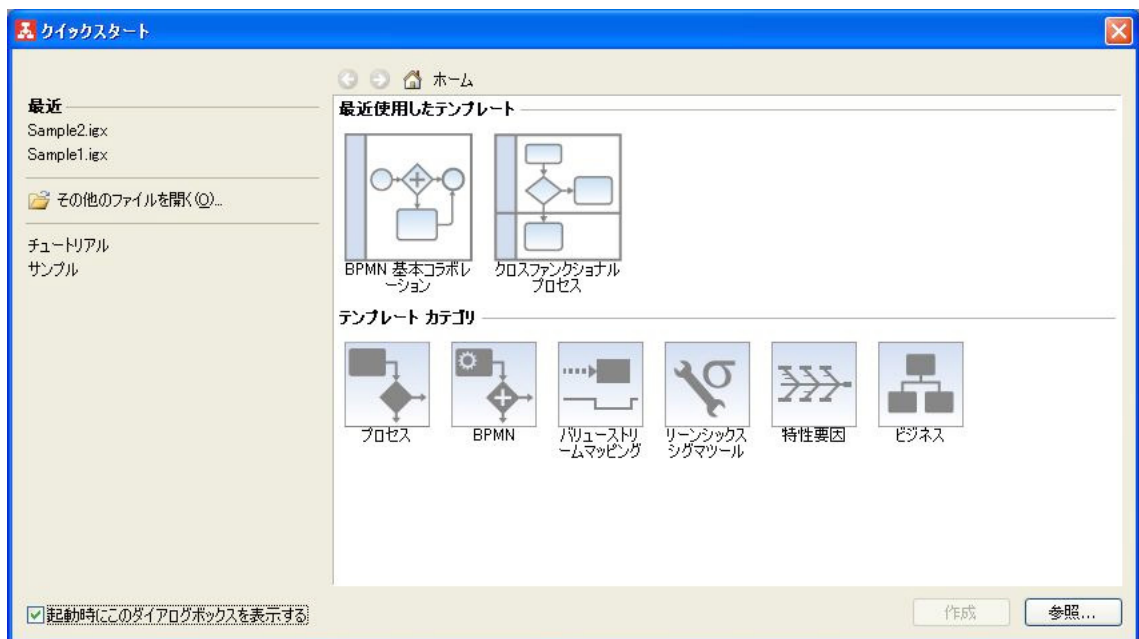 クイックスタート
ホーム
最近
Sample2.igx
Sample1.igx
その他のファイルを開く(O)...
チュートリアル
サンプル
最近使用したテンプレート
BPMN 基本コラボレ
ーション
クロスファンクショナル
プロセス
テンプレート カテゴリ
プロセス
BPMN
バリューストリ
ームマッピング
リーンシックス
シグマツール
特性要因
ビジネス
起動時にこのダイアログボックスを表示する
作成
参照...